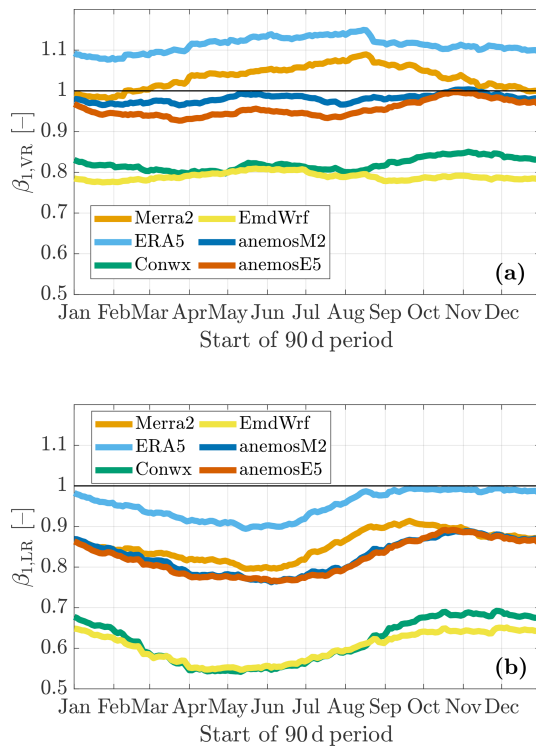 1.1
1
0.9
0.8
0.7
0.6
0.5
β1,VR [−]
Merra2 EmdWrf
ERA5 anemosM2
Conwx anemosE5
(a)
Jan Feb Mar Apr May Jun Jul Aug Sep Oct Nov Dec
Start of 90 d period
1.1
1
0.9
0.8
0.7
0.6
0.5
β1,LR [−]
Merra2 EmdWrf
ERA5 anemosM2
Conwx anemosE5
(b)
Jan Feb Mar Apr May Jun Jul Aug Sep Oct Nov Dec
Start of 90 d period